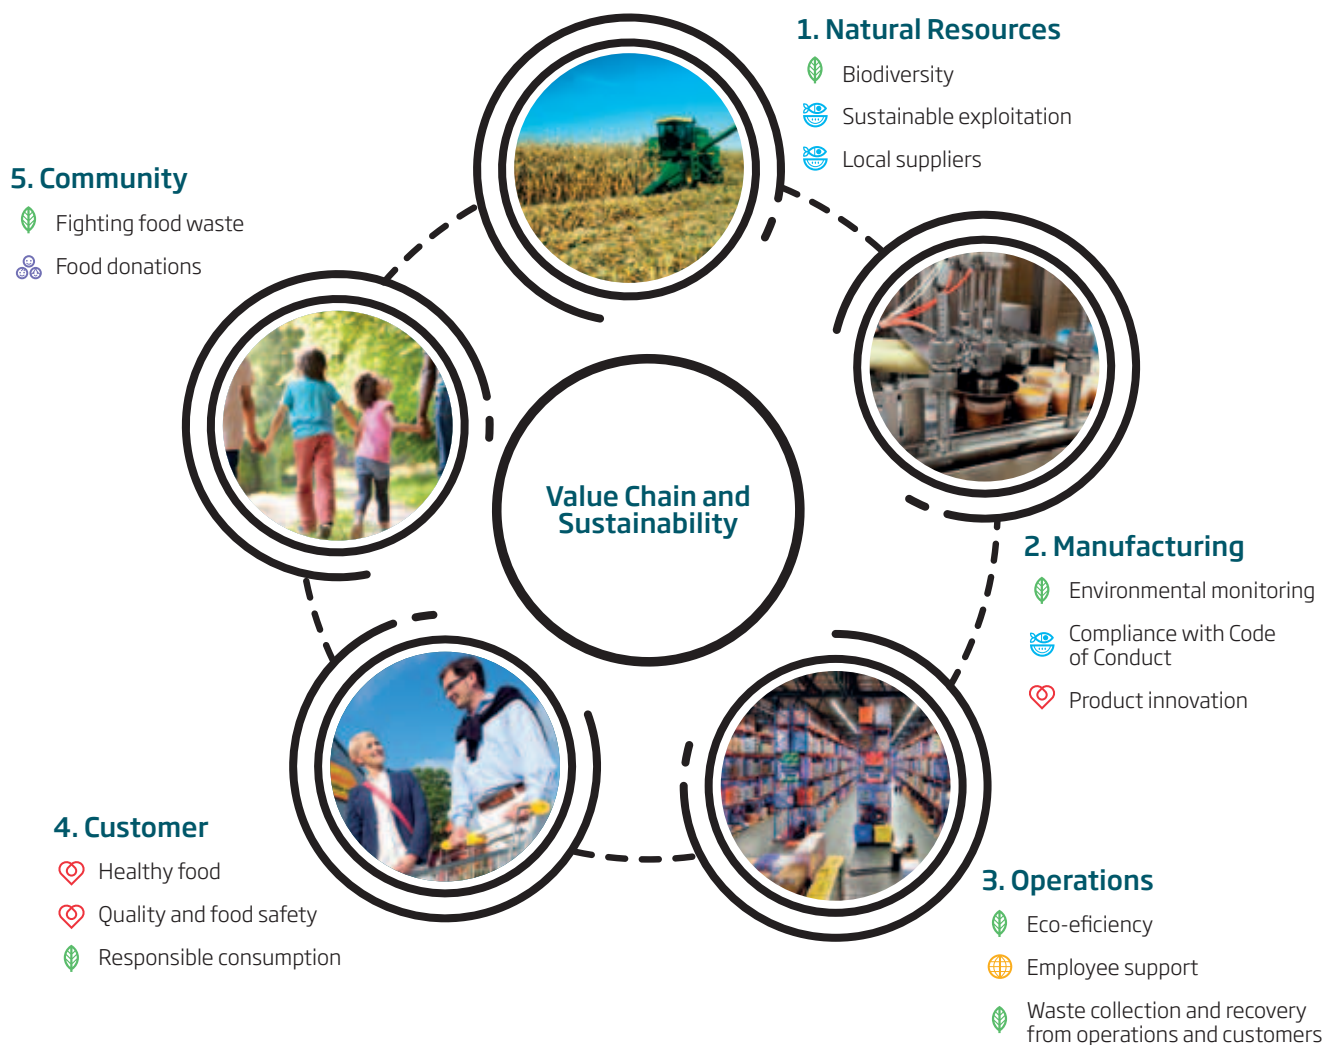 1. Natural Resources
Biodiversity
Sustainable exploitation
Local suppliers
5. Community
Fighting food waste
Food donations
Value Chain and
Sustainability
2. Manufacturing
Environmental monitoring
Compliance with Code
of Conduct
Product innovation
4. Customer
Healthy food
Quality and food safety
Responsible consumption
3. Operations
Eco-eficiency
Employee support
Waste collection and recovery
from operations and customers